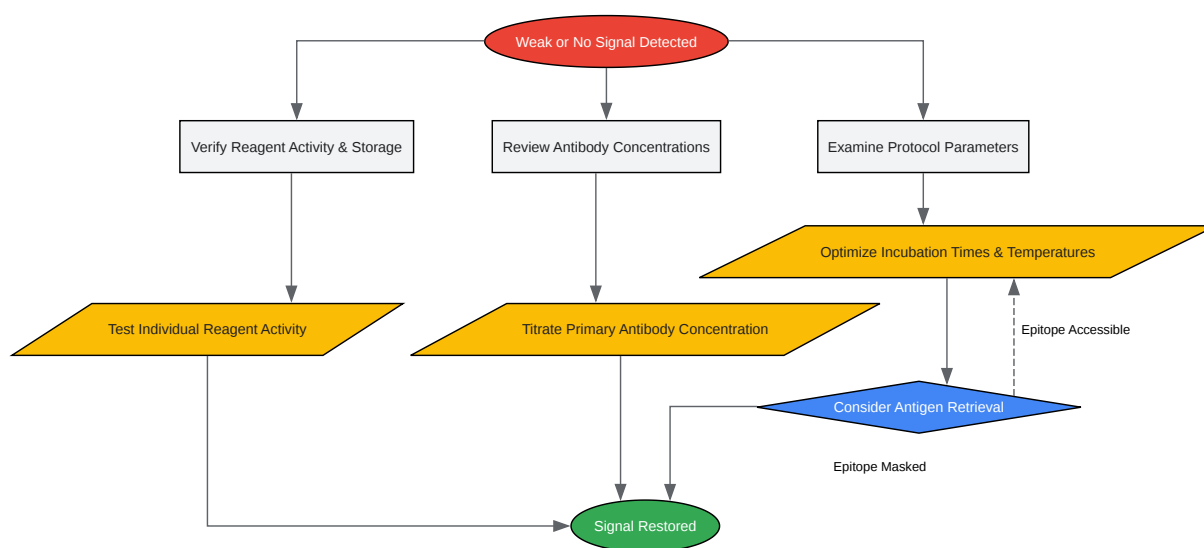 Weak or No Signal Detected
Verify Reagent Activity & Storage
Review Antibody Concentrations
Examine Protocol Parameters
Optimize Incubation Times & Temperatures
Test Individual Reagent Activity
Titrate Primary Antibody Concentration
Epitope Accessible
Consider Antigen Retrieval
Epitope Masked
Signal Restored